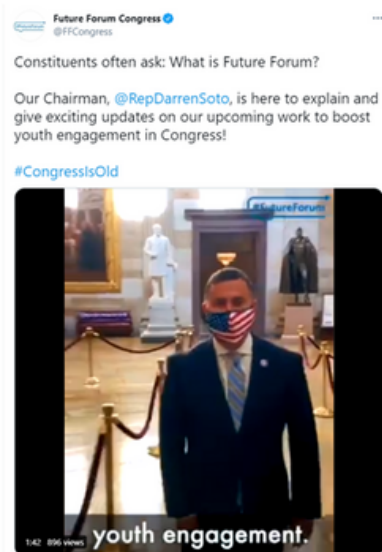 Future Forum Congress
@FFCongress
Constituents often ask: What is Future Forum?
Our Chairman, @RepDarrenSoto, is here to explain and
give exciting updates on our upcoming work to boost
youth engagement in Congress!
#CongressIsOld
#FutureForum
1:42 896 views
youth engagement.